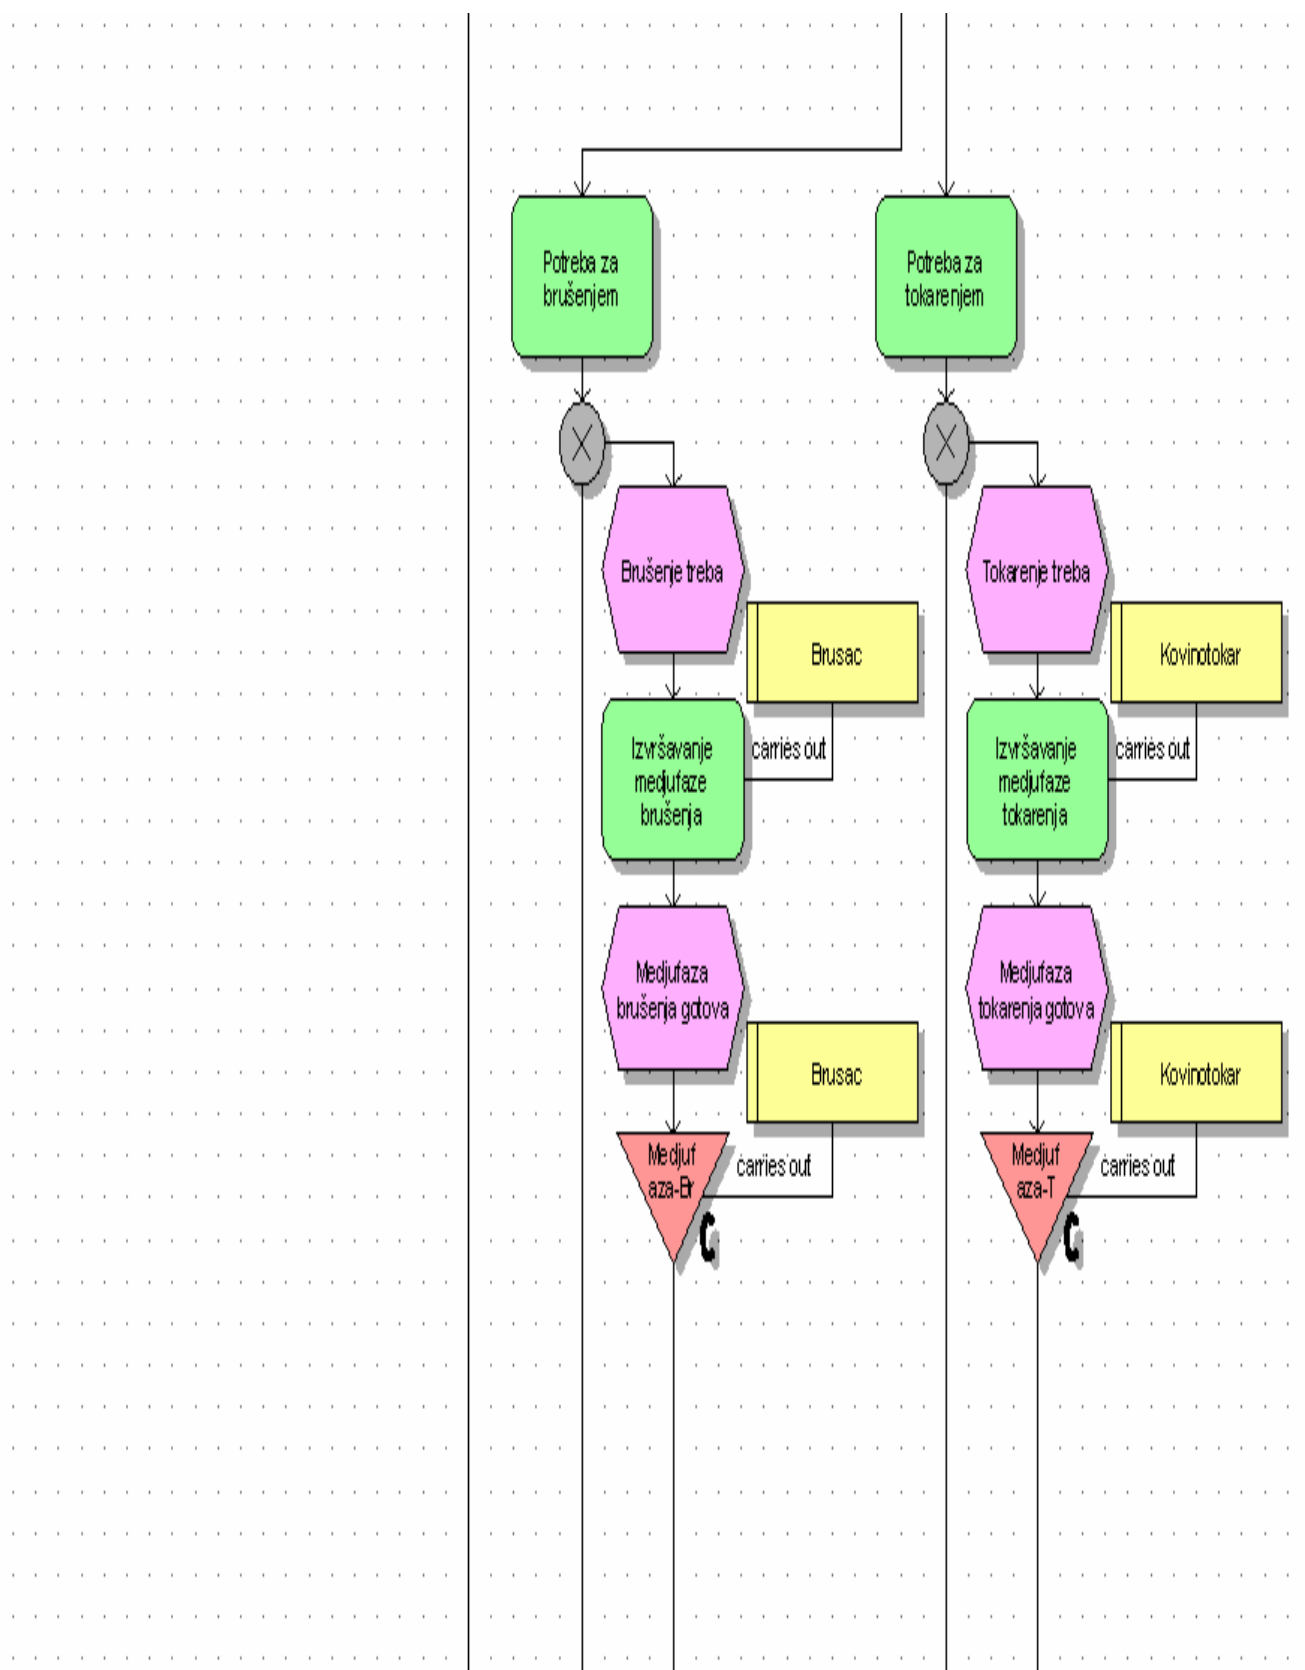 Potreba za
brušenjem
Potreba za
tokarenjem
Brušenje treba
Tokarenje treba
Brusac
Kovinotokar
Izvršavanje
medjufaze
brušenja
carries out
Izvršavanje
medjufaze
tokarenja
carries out
Medjufaza
brušenja gotova
Medjufaza
tokarenja gotova
Brusac
Kovinotokar
Medjuf
aza-Br
carries out
Medjuf
aza-T
carries out
C
C